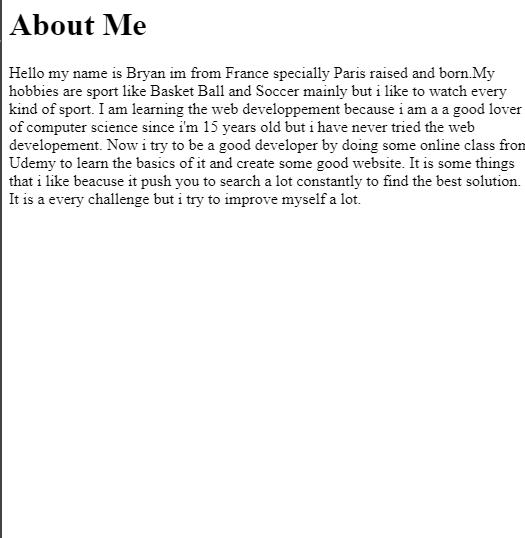 About Me
Hello my name is Bryan im from France specially Paris raised and born.My
hobbies are sport like Basket Ball and Soccer mainly but i like to watch every
kind of sport. I am learning the web developpement because i am a a good lover
of computer science since i'm 15 years old but i have never tried the web
developement. Now i try to be a good developer by doing some online class from
Udemy to learn the basics of it and create some good website. It is some things
that i like beacuse it push you to search a lot constantly to find the best solution.
It is a every challenge but i try to improve myself a lot.